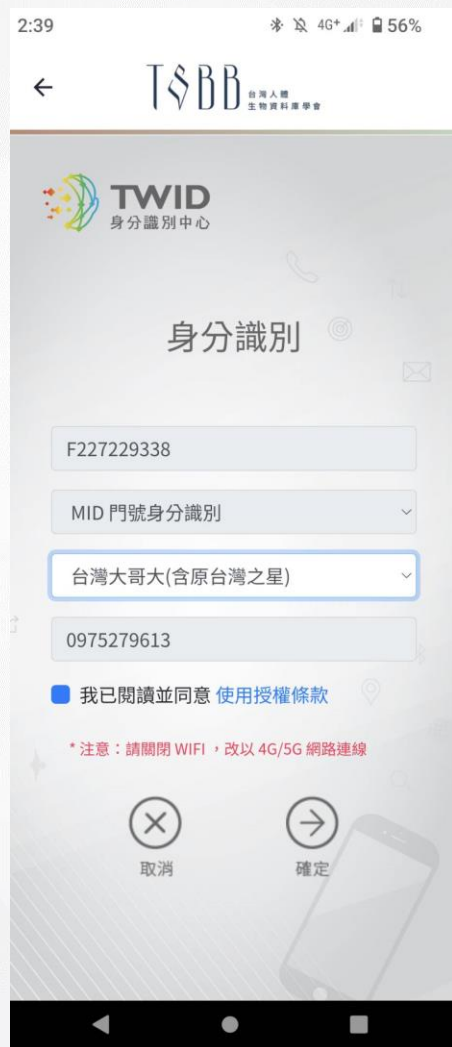 2:39 4G+ 56%
TSBB 台灣人體
生物資料庫學會
TWID
身分識別中心
身分識別
F227229338
MID 門號身分識別
台灣大哥大(含原台灣之星)
0975279613
我已閱讀並同意 使用授權條款
*注意：請關閉 WIFI ，改以 4G/5G 網路連線
取消 確定